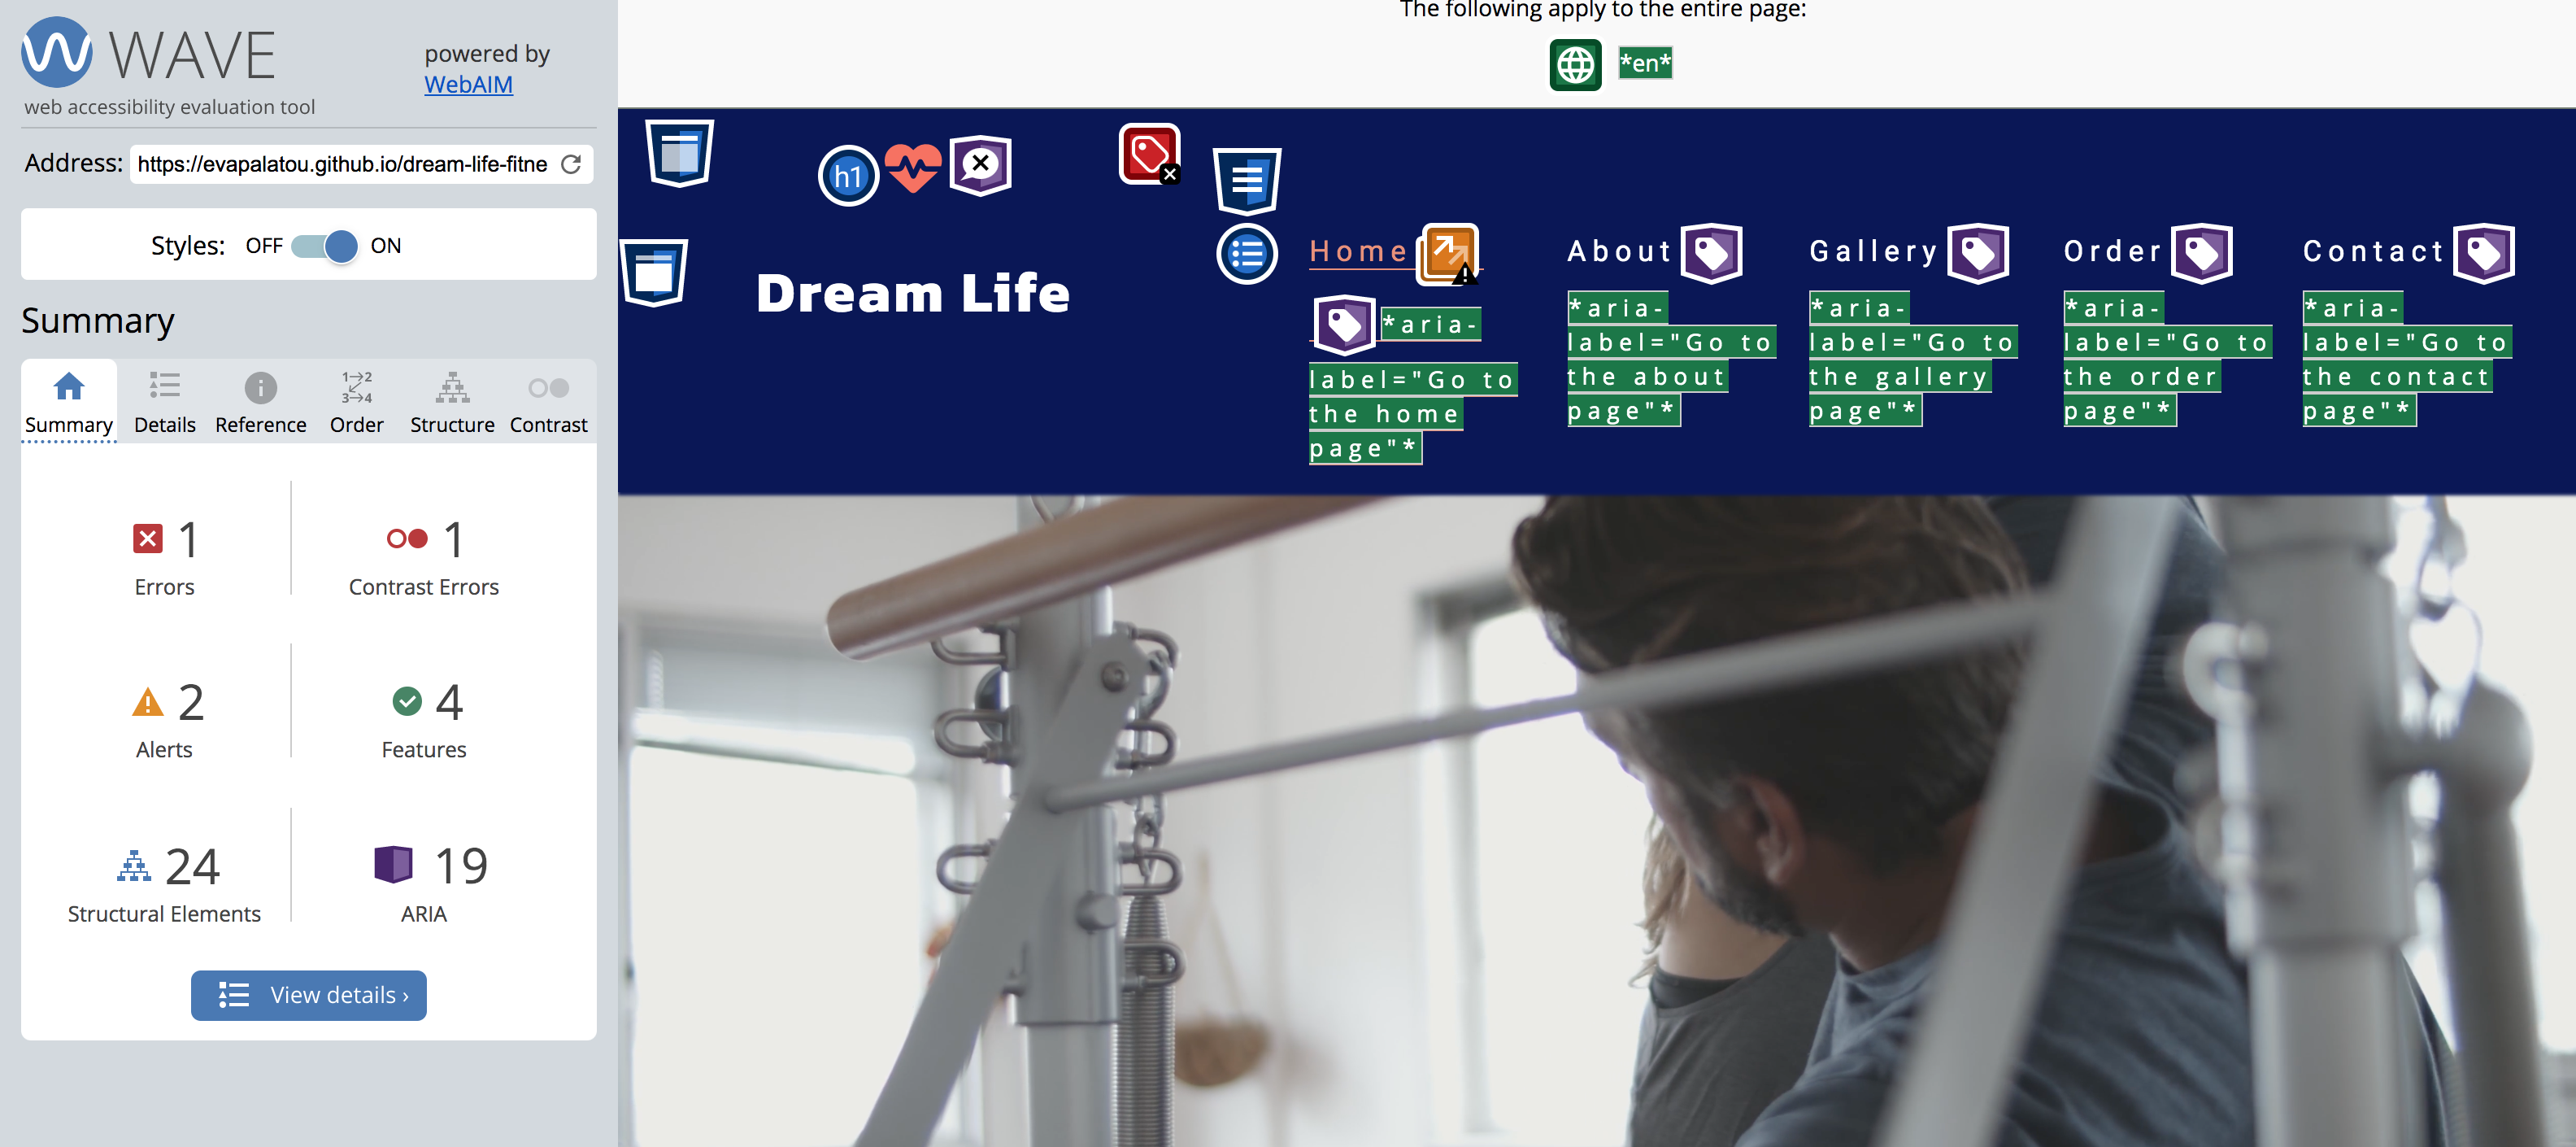 WAVE
web accessibility evaluation tool
powered by
WebAIM
Address: https://evapalatou.github.io/dream-life-fitne
Styles: OFF ON
Summary
Summary Details Reference Order Structure Contrast
1 1
Errors Contrast Errors
2 4
Alerts Features
24 19
Structural Elements ARIA
View details ›
The following apply to the entire page:
*en*
h1
Dream Life
Home
*aria-
label="Go to
the home
page"*
About
*aria-
label="Go to
the about
page"*
Gallery
*aria-
label="Go to
the gallery
page"*
Order
*aria-
label="Go to
the order
page"*
Contact
*aria-
label="Go to
the contact
page"*